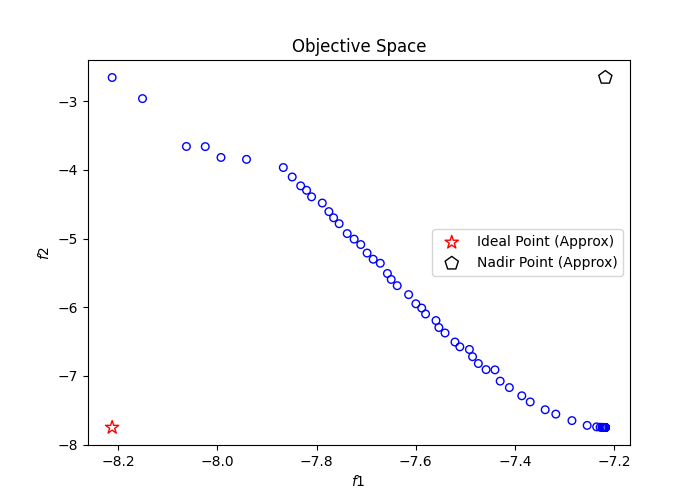 Objective Space
−3
−4
−5
−6
−7
−8
f2
Ideal Point (Approx)
Nadir Point (Approx)
−8.2
−8.0
−7.8
−7.6
−7.4
−7.2
f1